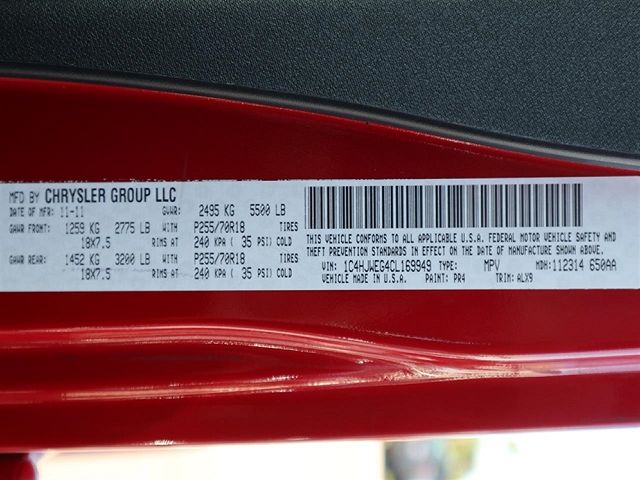 MFD BY CHRYSLER GROUP LLC
DATE OF MFR: 11-11 GVWR: 2495 KG 5500 LB
GAWR FRONT: 1259 KG 2775 LB WITH P255/70R18 TIRES
18X7.5 RIMS AT 240 KPA ( 35 PSI) COLD
GAWR REAR: 1452 KG 3200 LB WITH P255/70R18 TIRES
18X7.5 RIMS AT 240 KPA ( 35 PSI) COLD
THIS VEHICLE CONFORMS TO ALL APPLICABLE U.S.A. FEDERAL MOTOR VEHICLE SAFETY AND
THEFT PREVENTION STANDARDS IN EFFECT ON THE DATE OF MANUFACTURE SHOWN ABOVE.
VIN: 1C4HJWEG4CL169949 TYPE: MPV MDH: 112314 650AA
VEHICLE MADE IN U.S.A. PAINT: PR4 TRIM: ALX9